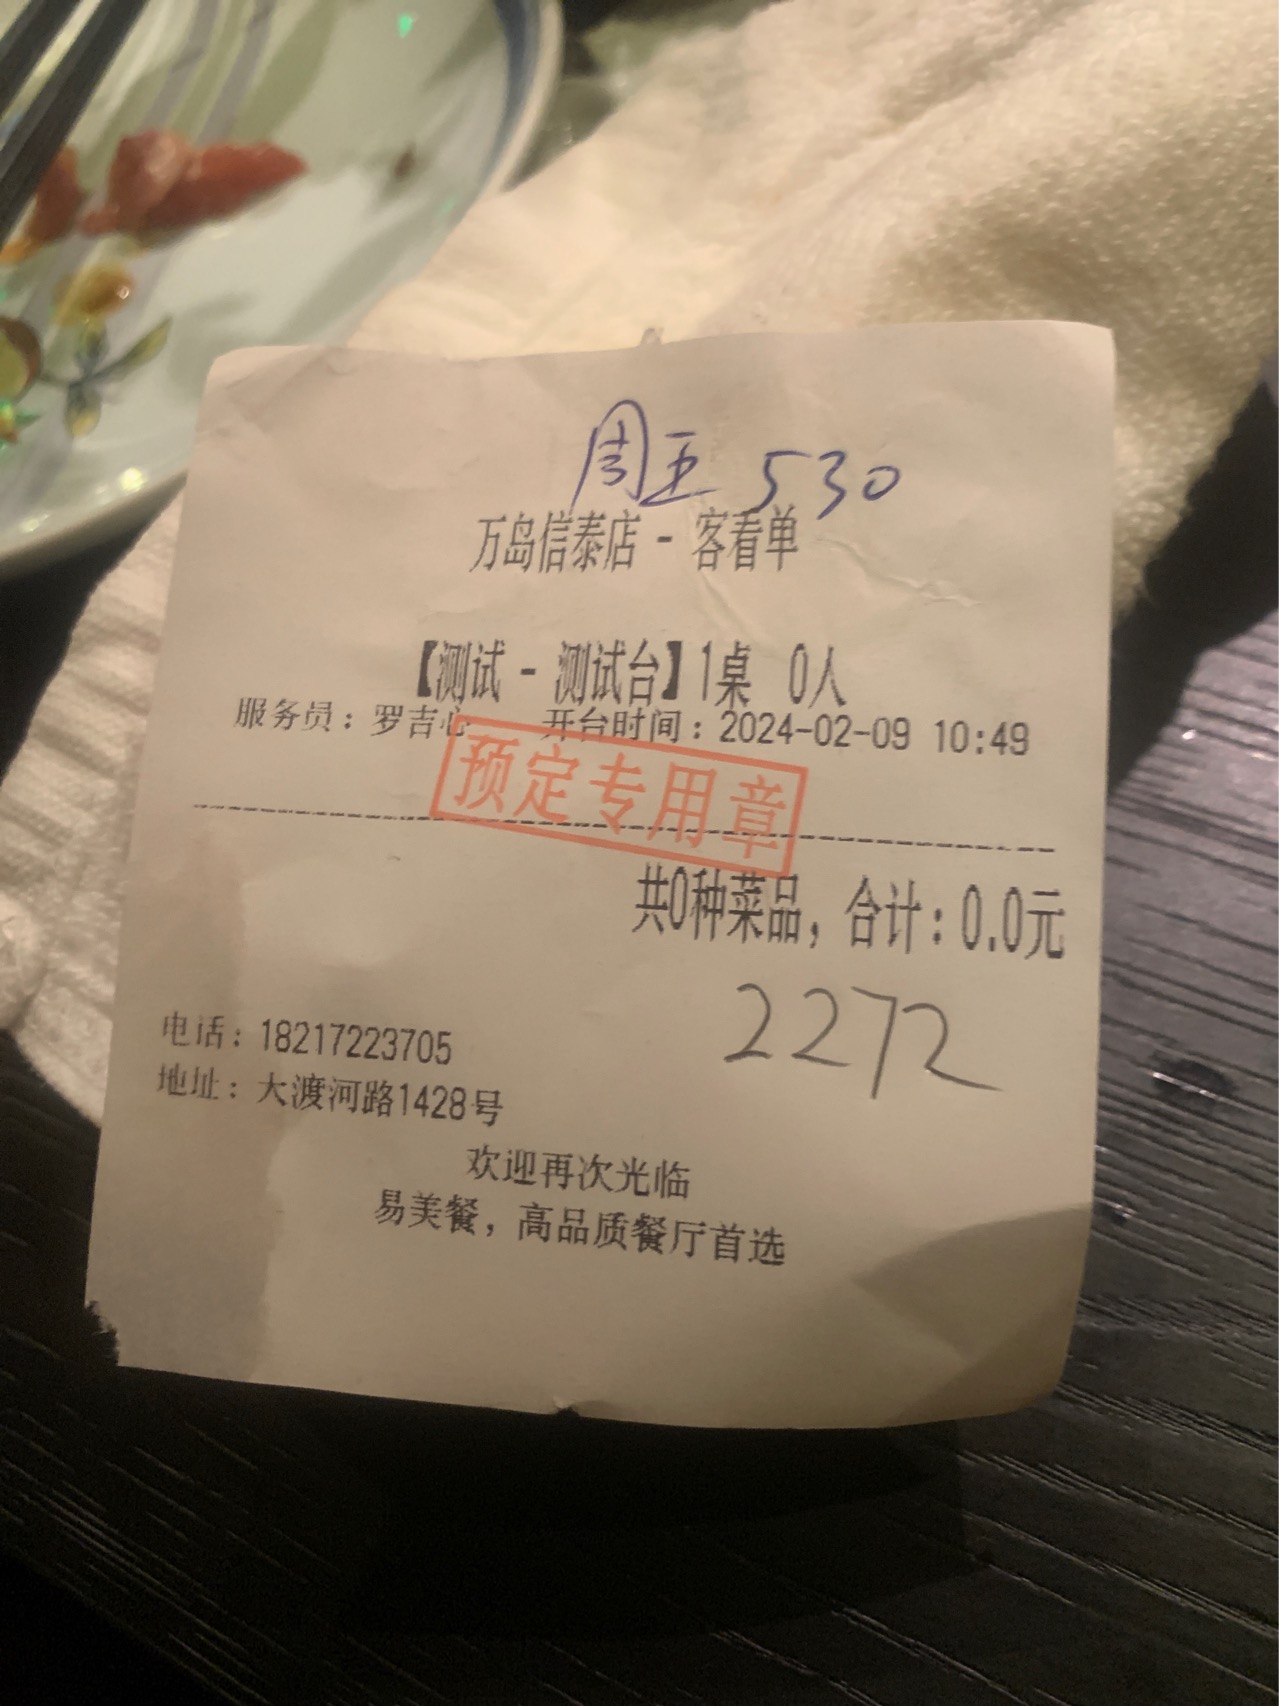 周五 5.30
万岛信泰店 - 客看单
【测试 - 测试台】1桌 0人
服务员：罗吉心 开台时间：2024-02-09 10:49
预定专用章
共0种菜品，合计：0.0元
2272
电话：18217223705
地址：大渡河路1428号
欢迎再次光临
易美餐，高品质餐厅首选